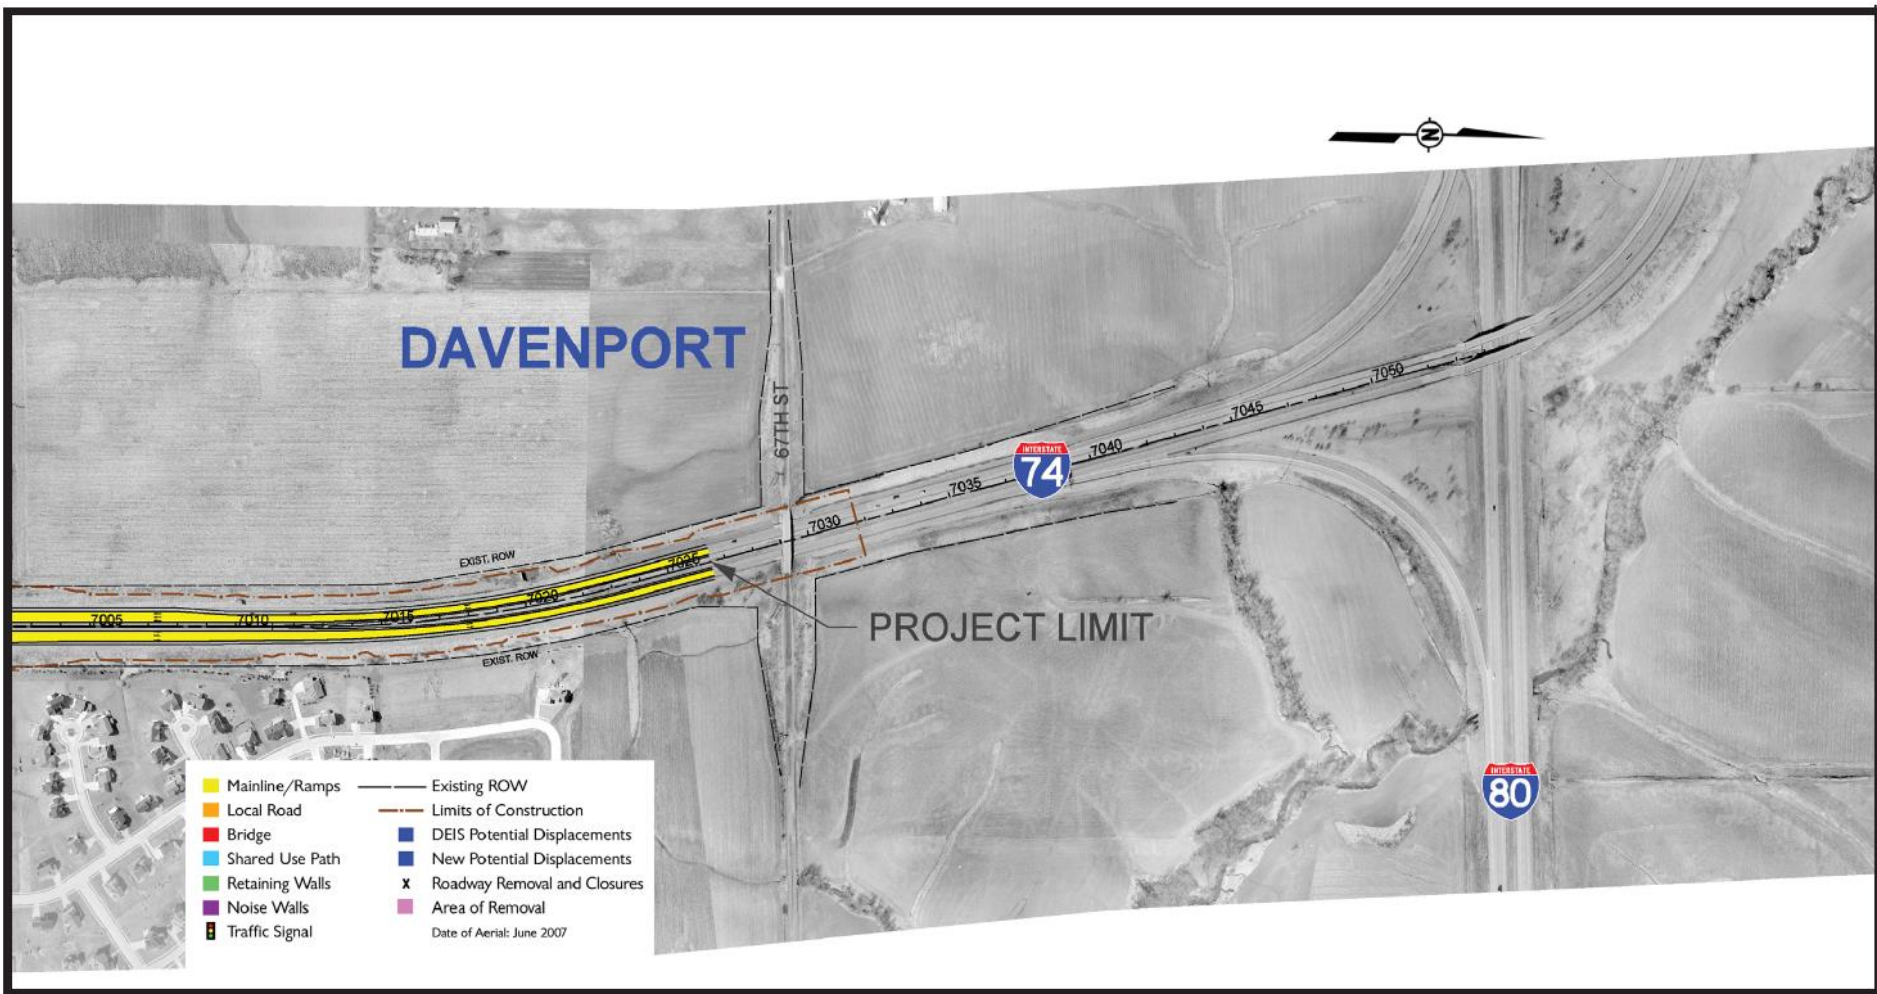 N
DAVENPORT
67TH ST
7050
7045
INTERSTATE
74
7040
7035
7030
EXIST. ROW
7025
7020
7015
7010
7005
PROJECT LIMIT
EXIST. ROW
INTERSTATE
80
Mainline/Ramps
Local Road
Bridge
Shared Use Path
Retaining Walls
Noise Walls
Traffic Signal
Existing ROW
Limits of Construction
DEIS Potential Displacements
New Potential Displacements
x Roadway Removal and Closures
Area of Removal
Date of Aerial: June 2007